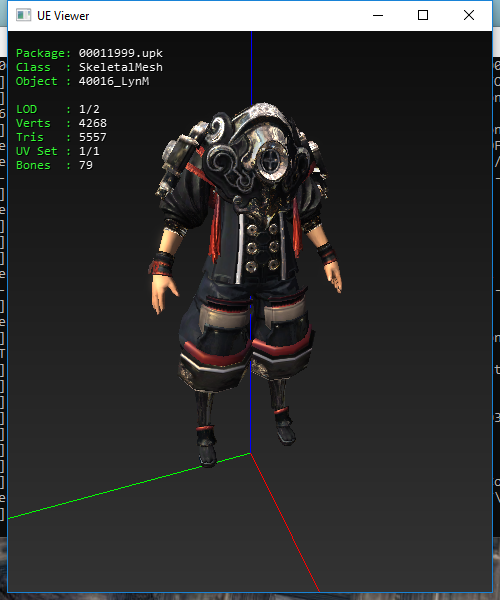 UE Viewer
Package: 00011999.upk
Class  : SkeletalMesh
Object : 40016_LynM
LOD    : 1/2
Verts  : 4268
Tris   : 5557
UV Set : 1/1
Bones  : 79